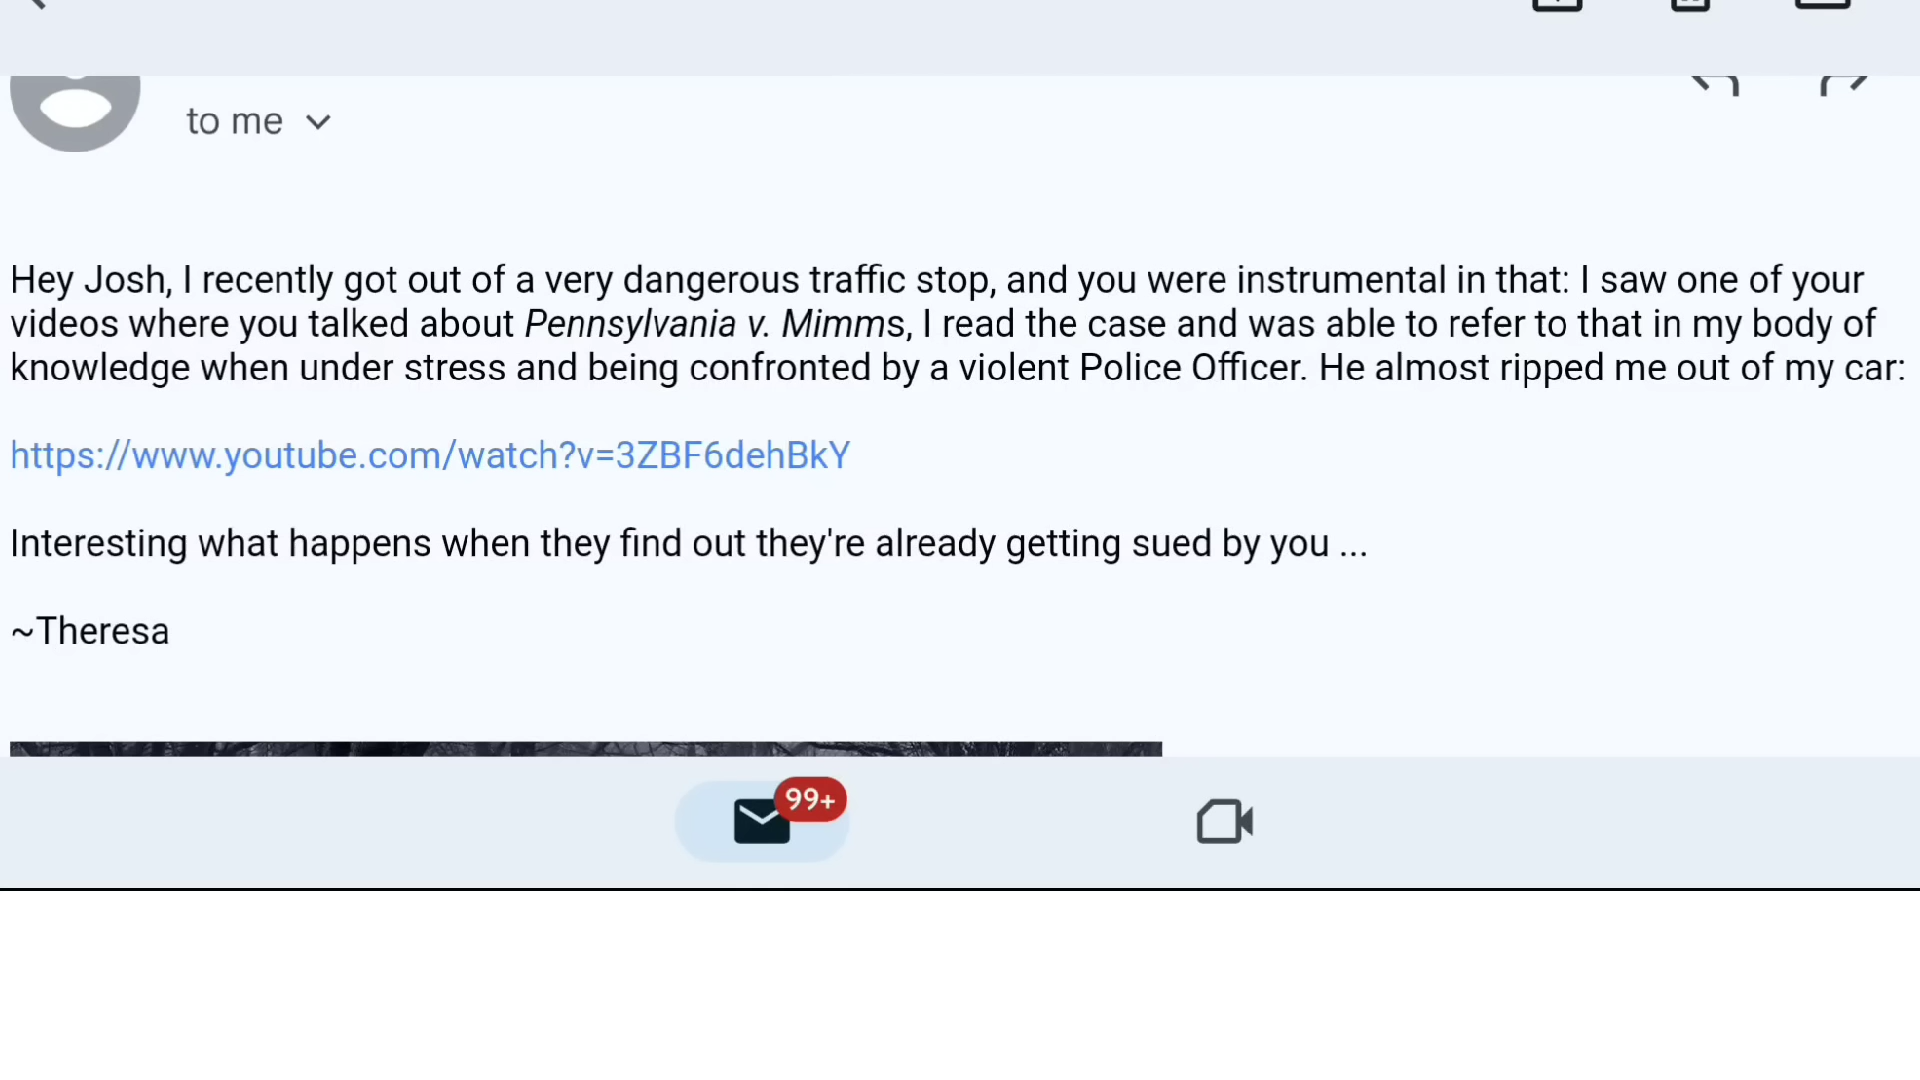 to me
Hey Josh, I recently got out of a very dangerous traffic stop, and you were instrumental in that: I saw one of your
videos where you talked about Pennsylvania v. Mimms, I read the case and was able to refer to that in my body of
knowledge when under stress and being confronted by a violent Police Officer. He almost ripped me out of my car:
https://www.youtube.com/watch?v=3ZBF6dehBkY
Interesting what happens when they find out they're already getting sued by you ...
~Theresa
99+